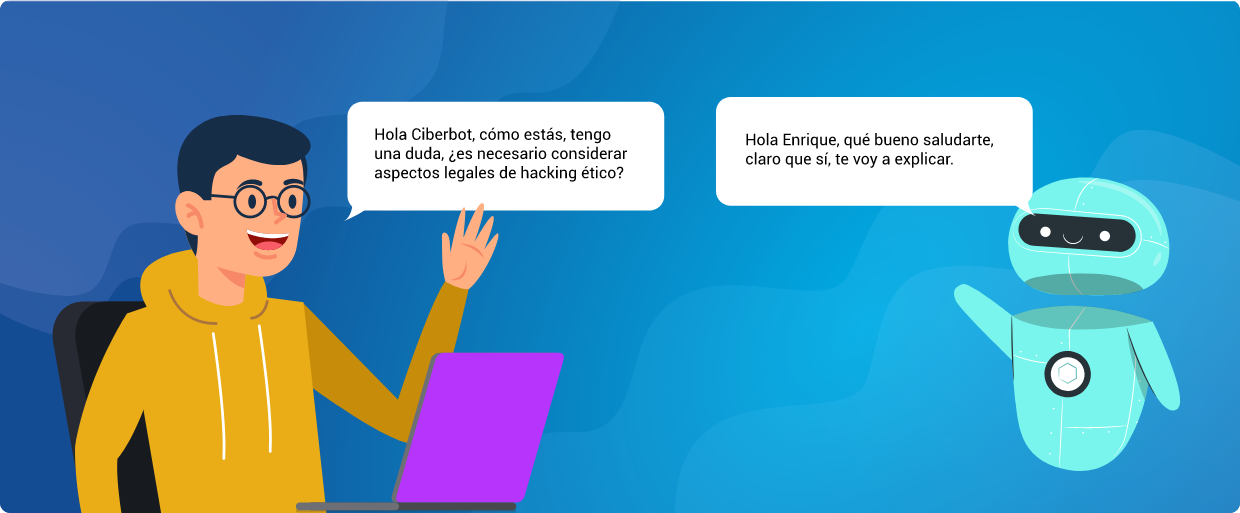 Hola Ciberbot, cómo estás, tengo
una duda, ¿es necesario considerar
aspectos legales de hacking ético?
Hola Enrique, qué bueno saludarte,
claro que sí, te voy a explicar.